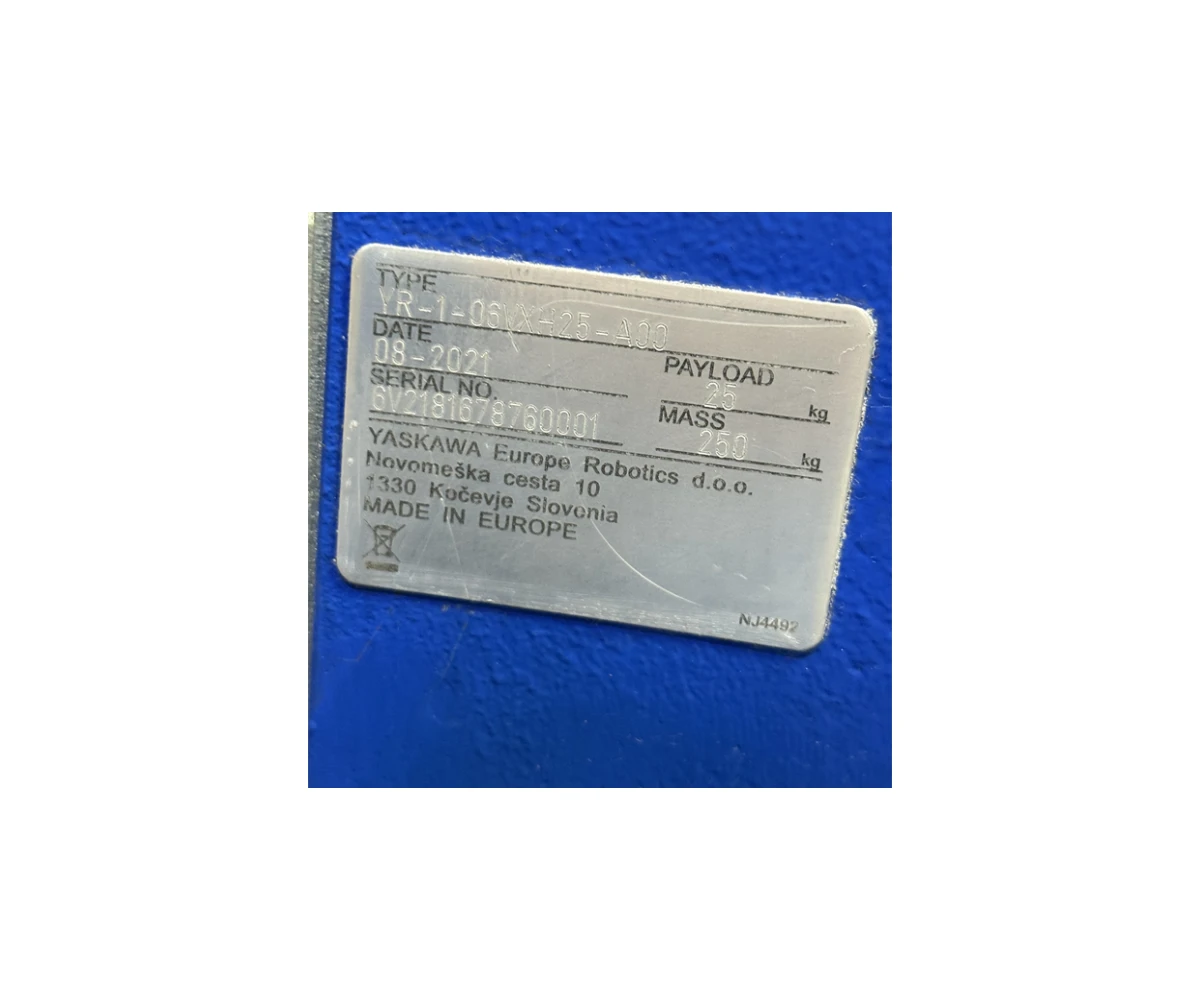 TYPE
YR-1-06VXH25-A00
DATE
08-2021
PAYLOAD
25 kg
SERIAL NO.
6V2181678760001
MASS
250 kg
YASKAWA Europe Robotics d.o.o.
Novomeška cesta 10
1330 Kočevje Slovenia
MADE IN EUROPE
NJ4492